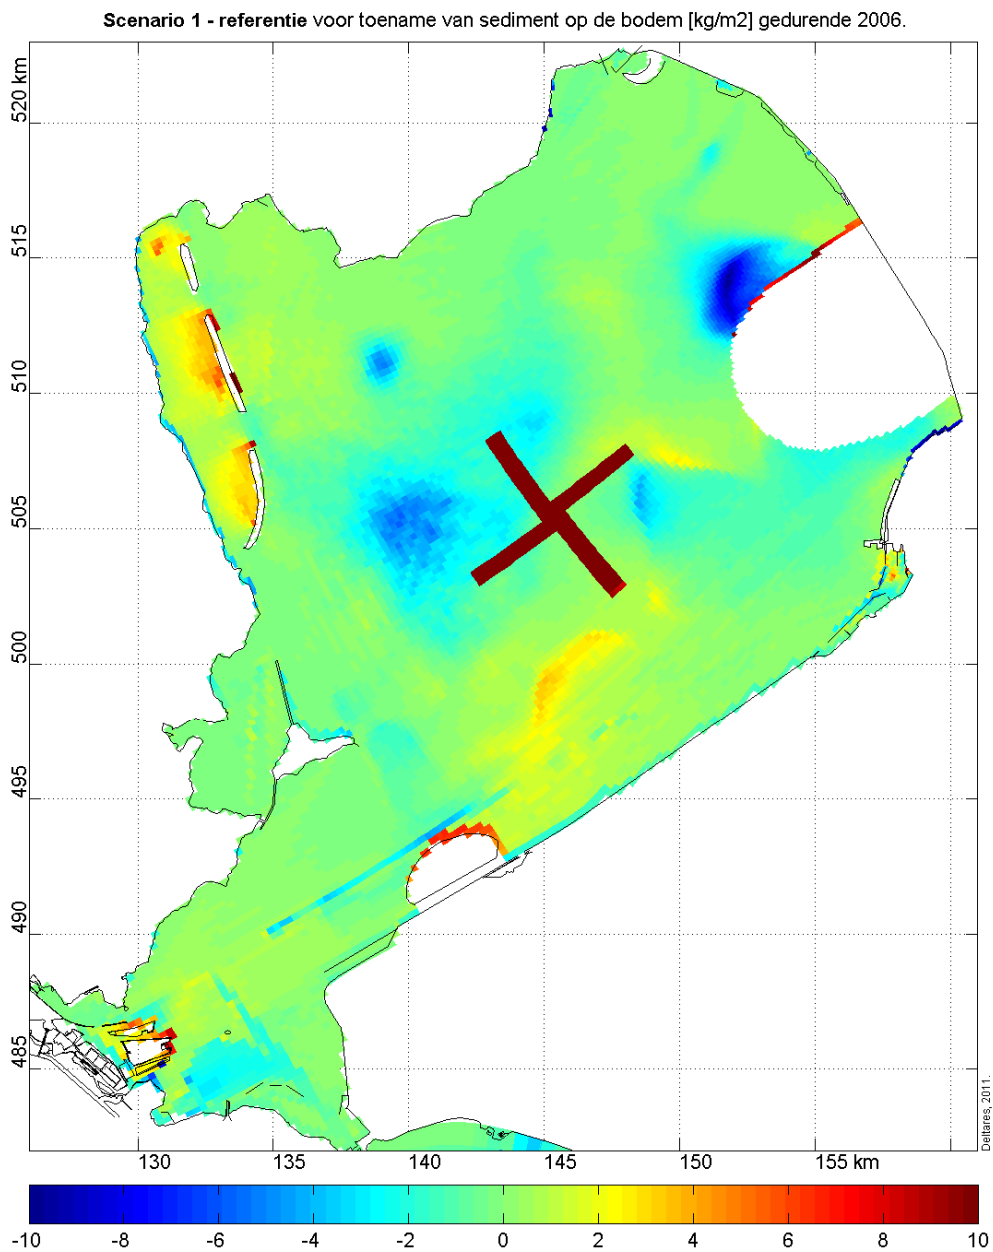 Scenario 1 - referentie voor toename van sediment op de bodem [kg/m2] gedurende 2006.
520 km
515
510
505
500
495
490
485
130 135 140 145 150 155 km
Deltares, 2011.
-10 -8 -6 -4 -2 0 2 4 6 8 10